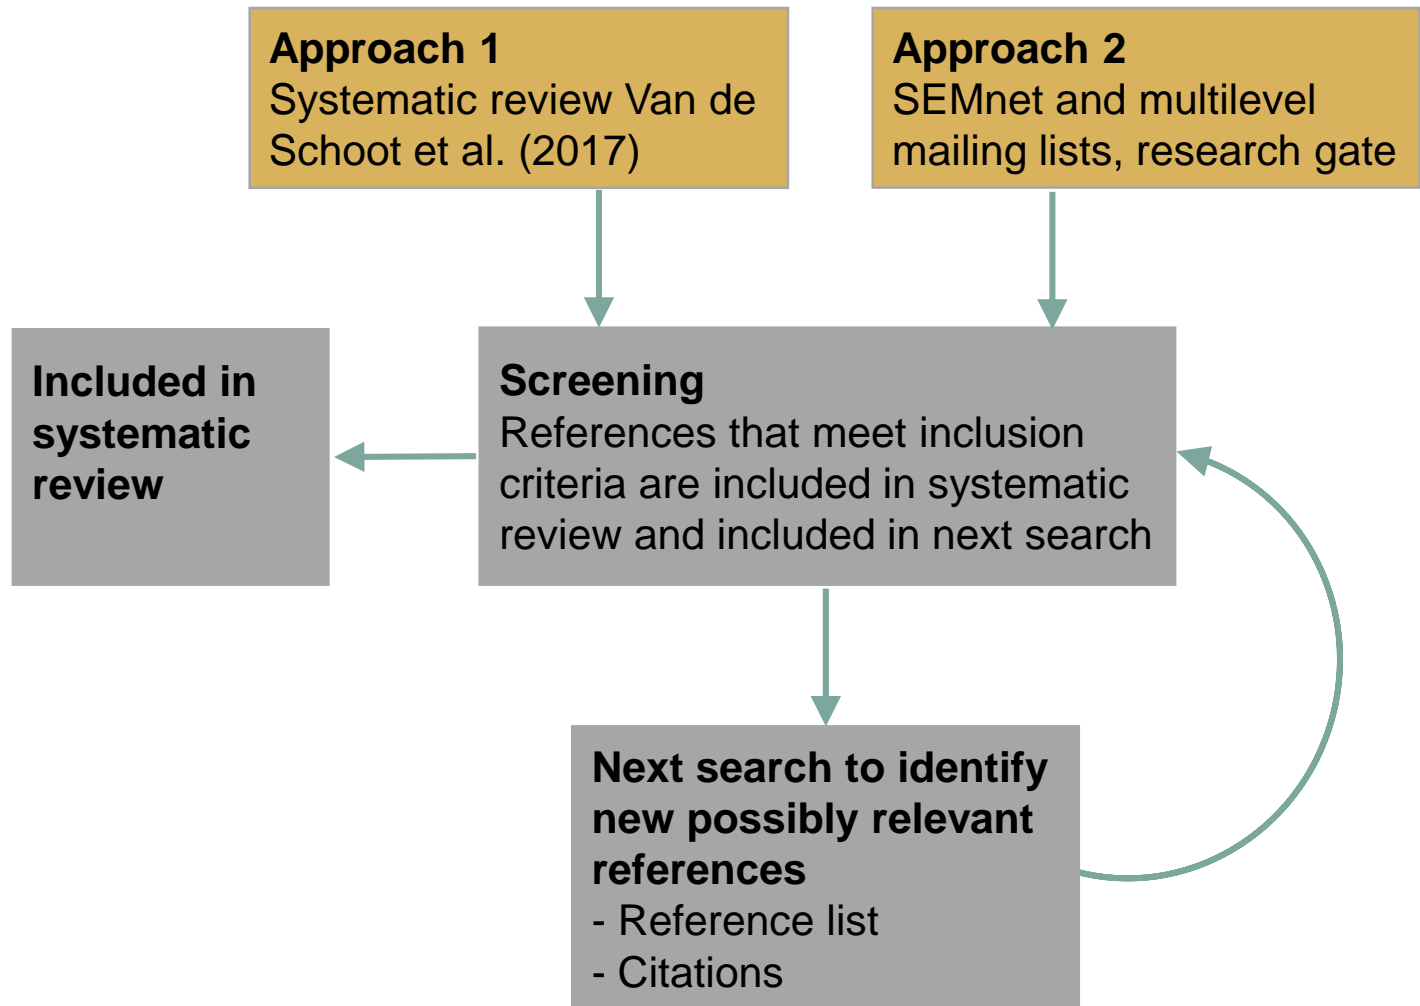 Approach 1
Systematic review Van de
Schoot et al. (2017)
Approach 2
SEMnet and multilevel
mailing lists, research gate
Included in
systematic
review
Screening
References that meet inclusion
criteria are included in systematic
review and included in next search
Next search to identify
new possibly relevant
references
- Reference list
- Citations